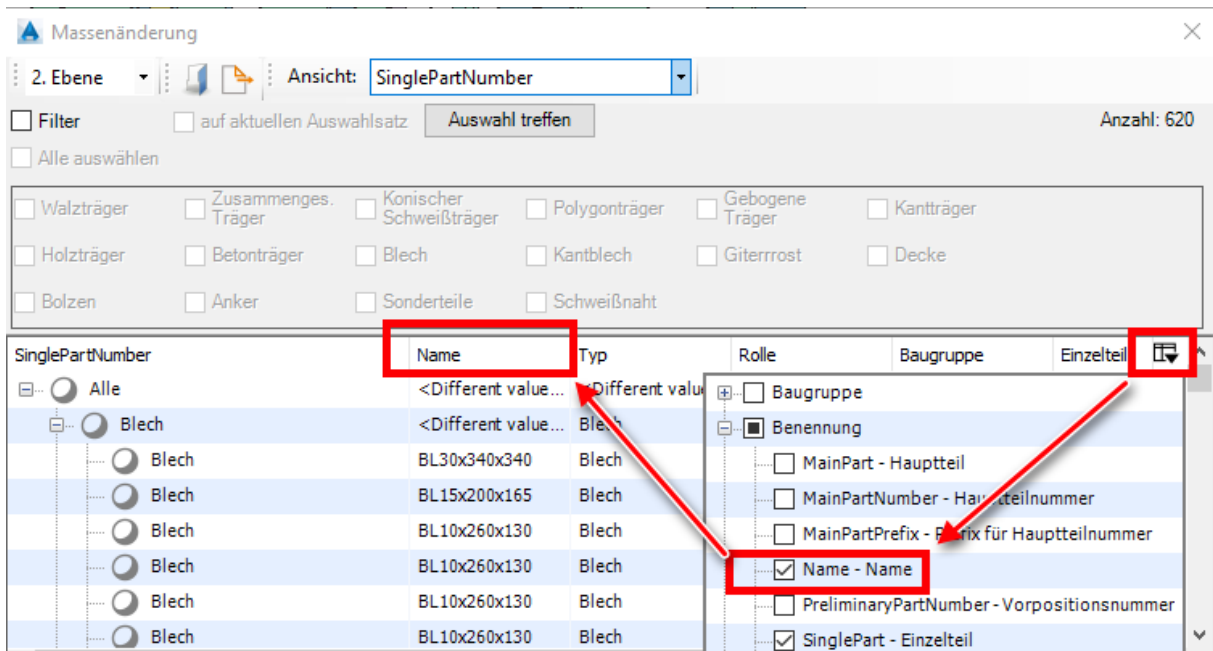 Massenänderung
2. Ebene Ansicht: SinglePartNumber
Filter auf aktuellen Auswahlsatz Auswahl treffen Anzahl: 620
Alle auswählen
Walzträger Zusammenges. Träger Konischer Schweißträger Polygonträger Gebogene Träger Kantträger
Holzträger Betonträger Blech Kantblech Giterrrost Decke
Bolzen Anker Sonderteile Schweißnaht
SinglePartNumber Name Typ Rolle Baugruppe Einzelteil
Alle <Different value... <Different valu
Blech <Different value... Blech
Blech BL30x340x340 Blech
Blech BL15x200x165 Blech
Blech BL10x260x130 Blech
Blech BL10x260x130 Blech
Blech BL10x260x130 Blech
Blech BL10x260x130 Blech
Baugruppe
Benennung
MainPart - Hauptteil
MainPartNumber - Hauptteilnummer
MainPartPrefix - Präfix für Hauptteilnummer
Name - Name
PreliminaryPartNumber - Vorpositionsnummer
SinglePart - Einzelteil